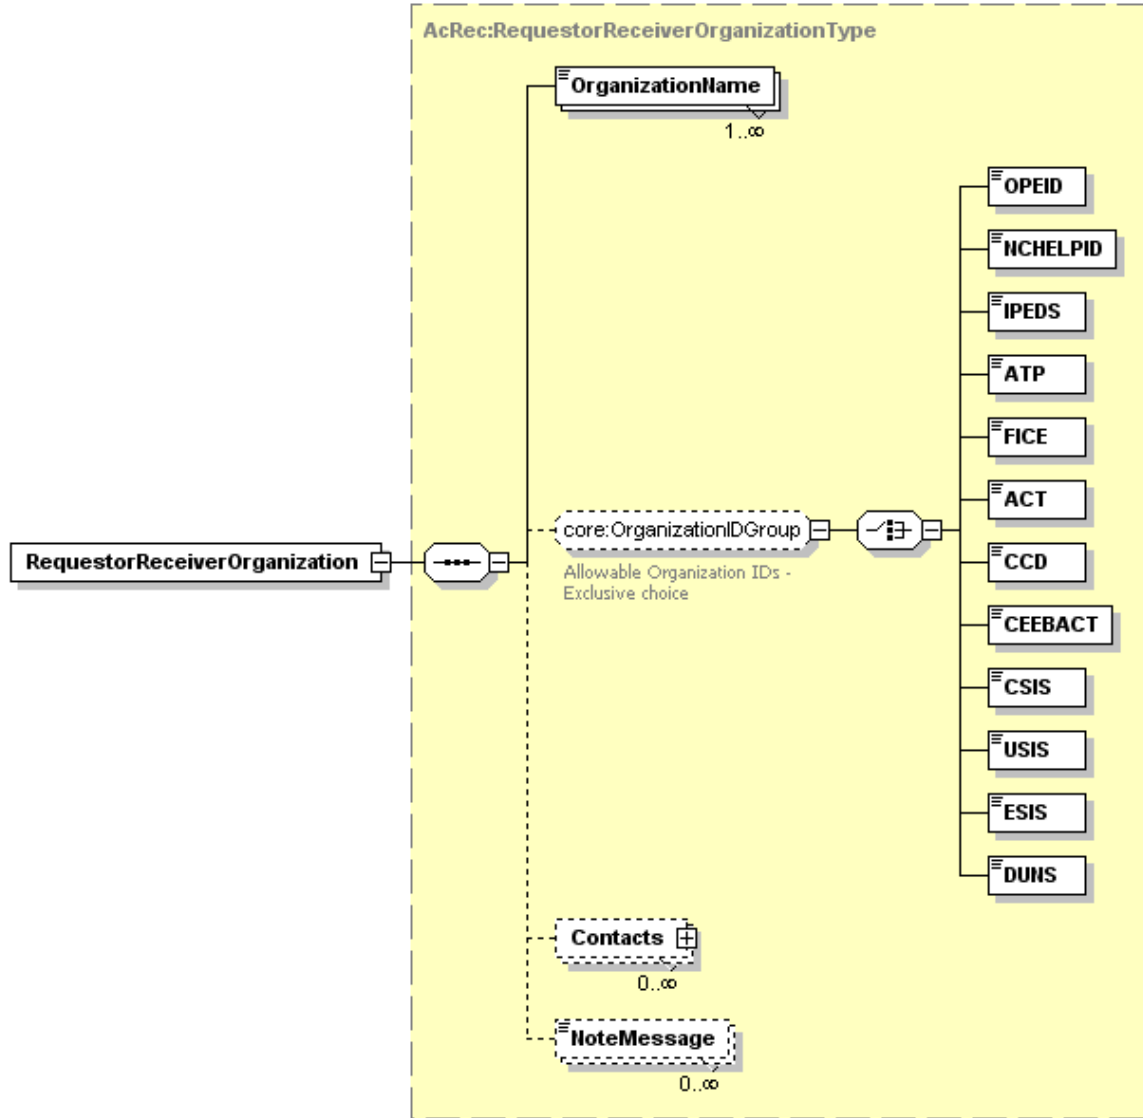 AcRec:RequestorReceiverOrganizationType
OrganizationName
1..∞
OPEID
NCHELPID
IPEDS
ATP
FICE
ACT
CCD
CEEBACT
CSIS
USIS
ESIS
DUNS
core:OrganizationIDGroup
Allowable Organization IDs -
Exclusive choice
RequestorReceiverOrganization
Contacts
0..∞
NoteMessage
0..∞